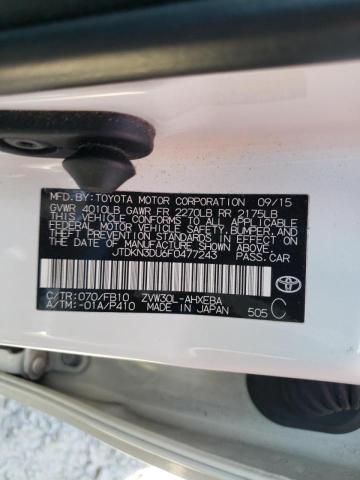 MFD.BY:TOYOTA MOTOR CORPORATION 09/15
GVWR 4010LB GAWR FR 2270LB RR 2175LB
THIS VEHICLE CONFORMS TO ALL APPLICABLE
FEDERAL MOTOR VEHICLE SAFETY, BUMPER, AND
THEFT PREVENTION STANDARDS IN EFFECT ON THE
DATE OF MANUFACTURE SHOWN ABOVE.
JTDKN3DU6F0477243 PASS.CAR
C/TR:070/FB10 ZVW30L-AHXEBA
A/TM:-01A/P410 MADE IN JAPAN 505 C